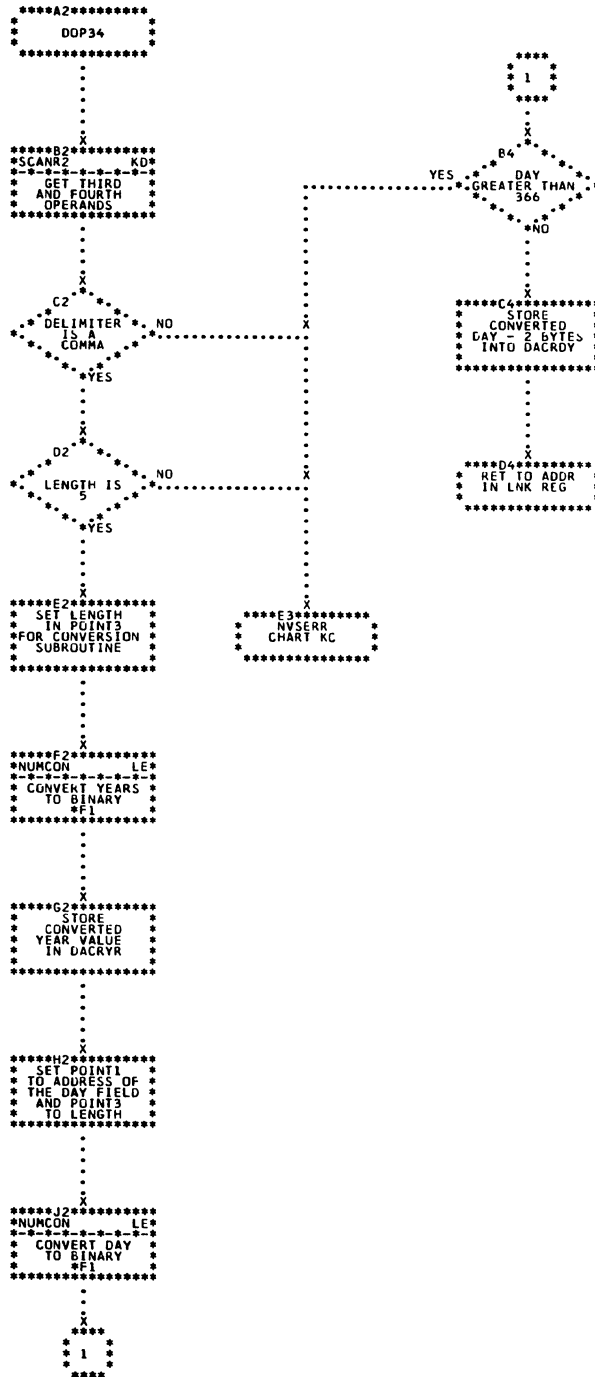 A2
DOP34
B2
SCANR2 KD
GET THIRD
AND FOURTH
OPERANDS
C2
DELIMITER
IS A
COMMA
NO
YES
D2
LENGTH IS
5
NO
YES
E2
SET LENGTH
IN POINT3
FOR CONVERSION
SUBROUTINE
E3
NVSERR
CHART KC
F2
NUMCON LE
CONVERT YEARS
TO BINARY
*F1
G2
STORE
CONVERTED
YEAR VALUE
IN DACRYR
H2
SET POINT1
TO ADDRESS OF
THE DAY FIELD
AND POINT3
TO LENGTH
J2
NUMCON LE
CONVERT DAY
TO BINARY
*F1
1
1
B4
DAY
GREATER THAN
366
YES
NO
C4
STORE
CONVERTED
DAY - 2 BYTES
INTO DACRDY
D4
RET TO ADDR
IN LNK REG